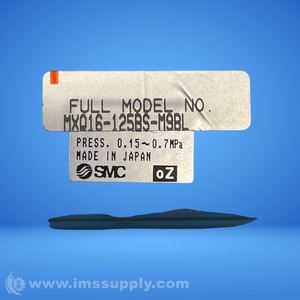 FULL MODEL NO.
MXQ16-125BS-M9BL
PRESS. 0.15~0.7MPa
MADE IN JAPAN
SMC
oZ
© www.imssupply.com